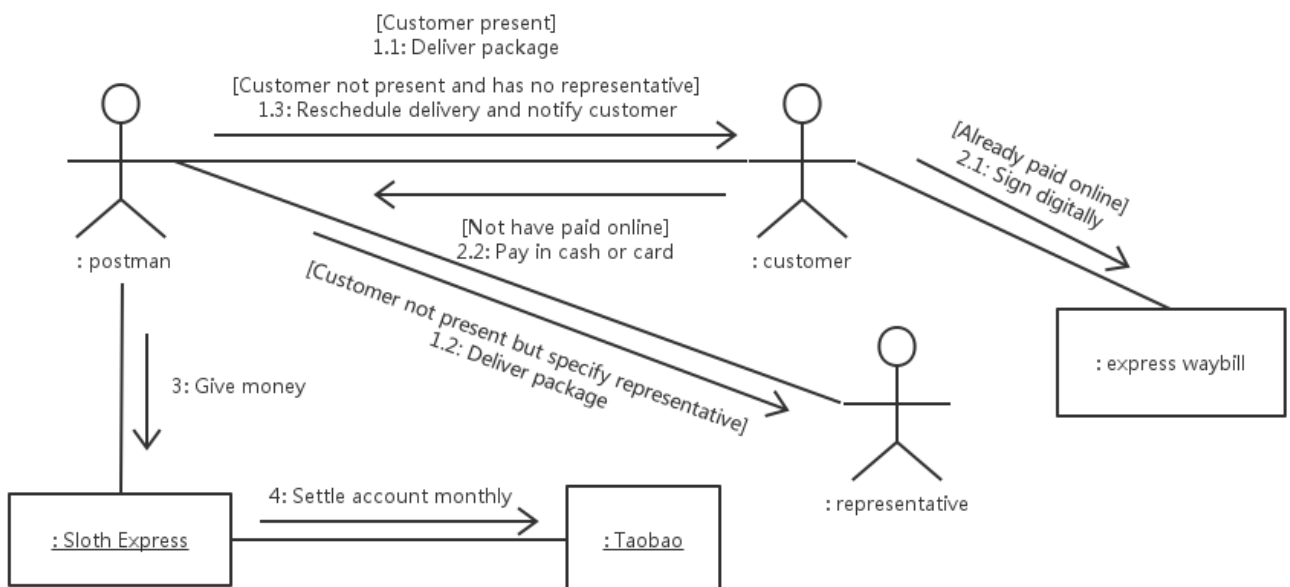 [Customer present]
1.1: Deliver package
[Customer not present and has no representative]
1.3: Reschedule delivery and notify customer
[Already paid online]
2.1: Sign digitally
[Not have paid online]
2.2: Pay in cash or card
: postman
: customer
[Customer not present but specify representative]
1.2: Deliver package
: express waybill
3: Give money
: representative
4: Settle account monthly
: Sloth Express
: Taobao